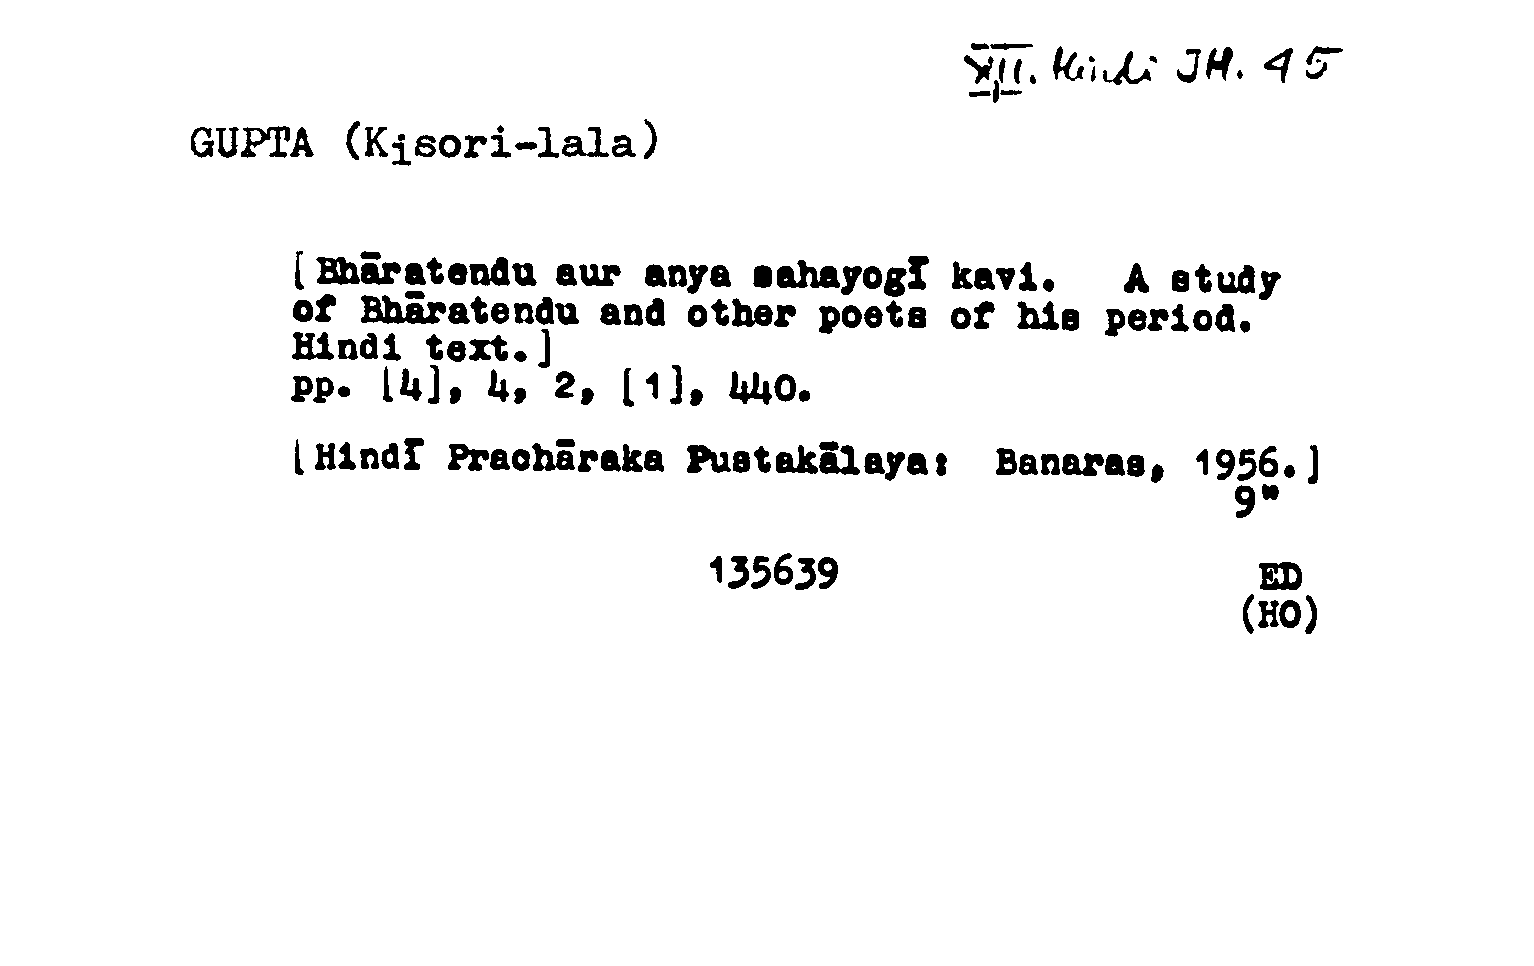 XII. Hindi JH. 45
GUPTA (Kisori-lala)
[Bhāratendu aur anya sahayogī kavi. A study
of Bhāratendu and other poets of his period.
Hindi text.]
pp. [4], 4, 2, [1], 440.
[Hindī Prachāraka Pustakālaya: Banaras, 1956.]
9"
135639
ED
(HO)